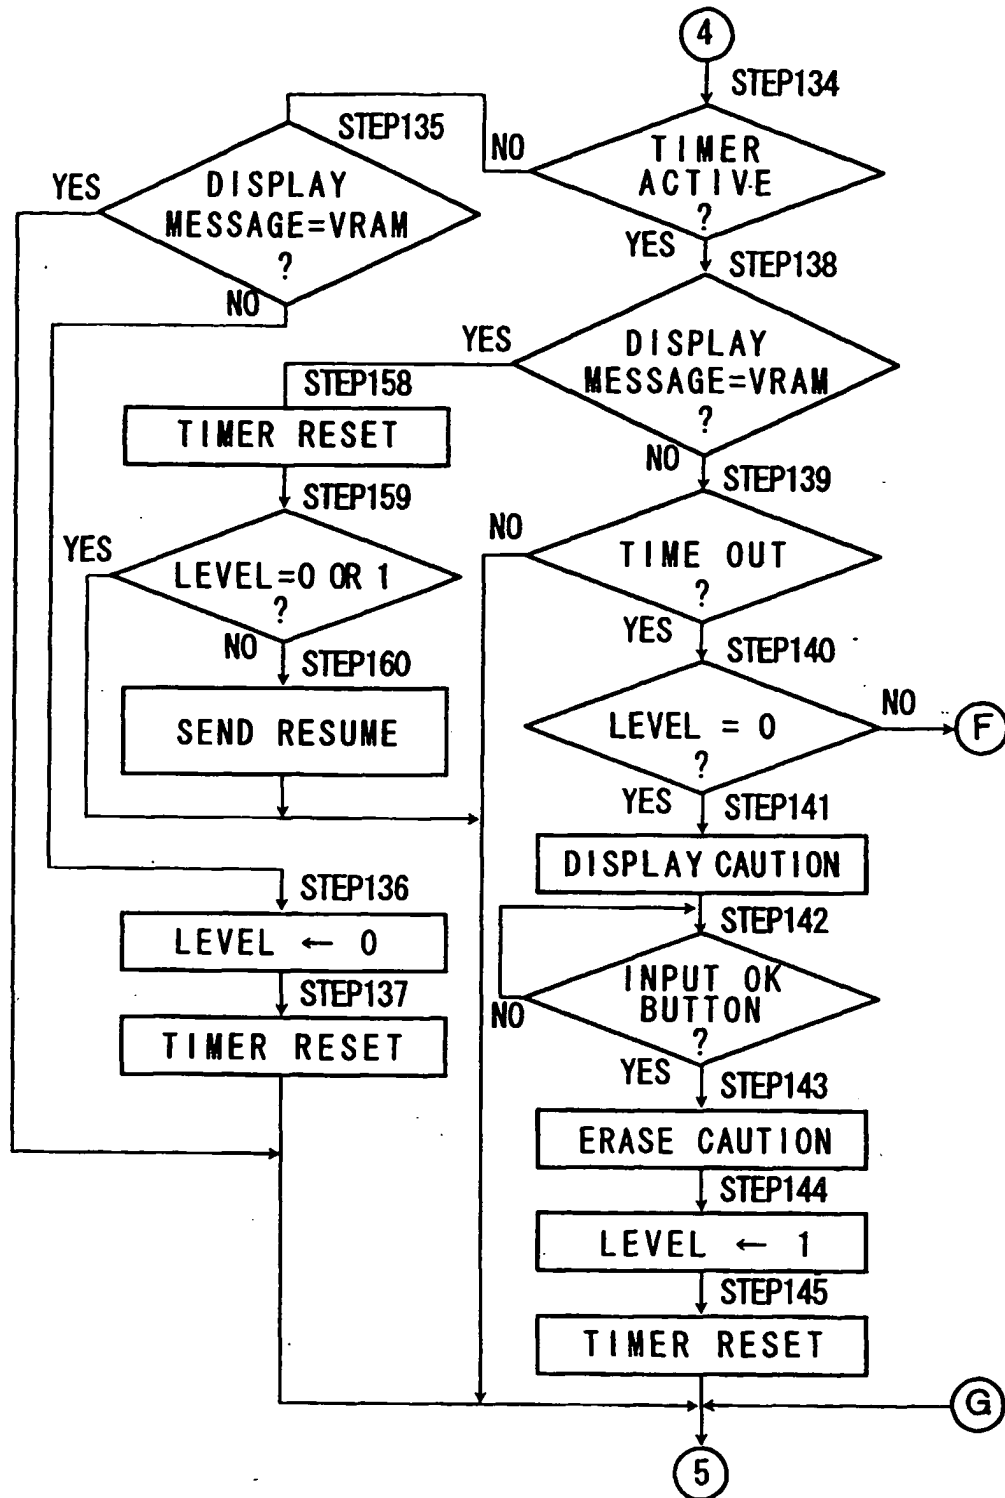 4
STEP134
TIMER
ACTIVE
?
NO
YES
STEP135
DISPLAY
MESSAGE=VRAM
?
YES
NO
STEP138
DISPLAY
MESSAGE=VRAM
?
YES
NO
STEP158
TIMER RESET
STEP159
LEVEL=0 OR 1
?
YES
NO
STEP160
SEND RESUME
STEP139
TIME OUT
?
NO
YES
STEP140
LEVEL = 0
?
NO
F
YES
STEP141
DISPLAY CAUTION
STEP142
INPUT OK
BUTTON
?
NO
YES
STEP136
LEVEL ← 0
STEP137
TIMER RESET
STEP143
ERASE CAUTION
STEP144
LEVEL ← 1
STEP145
TIMER RESET
G
5